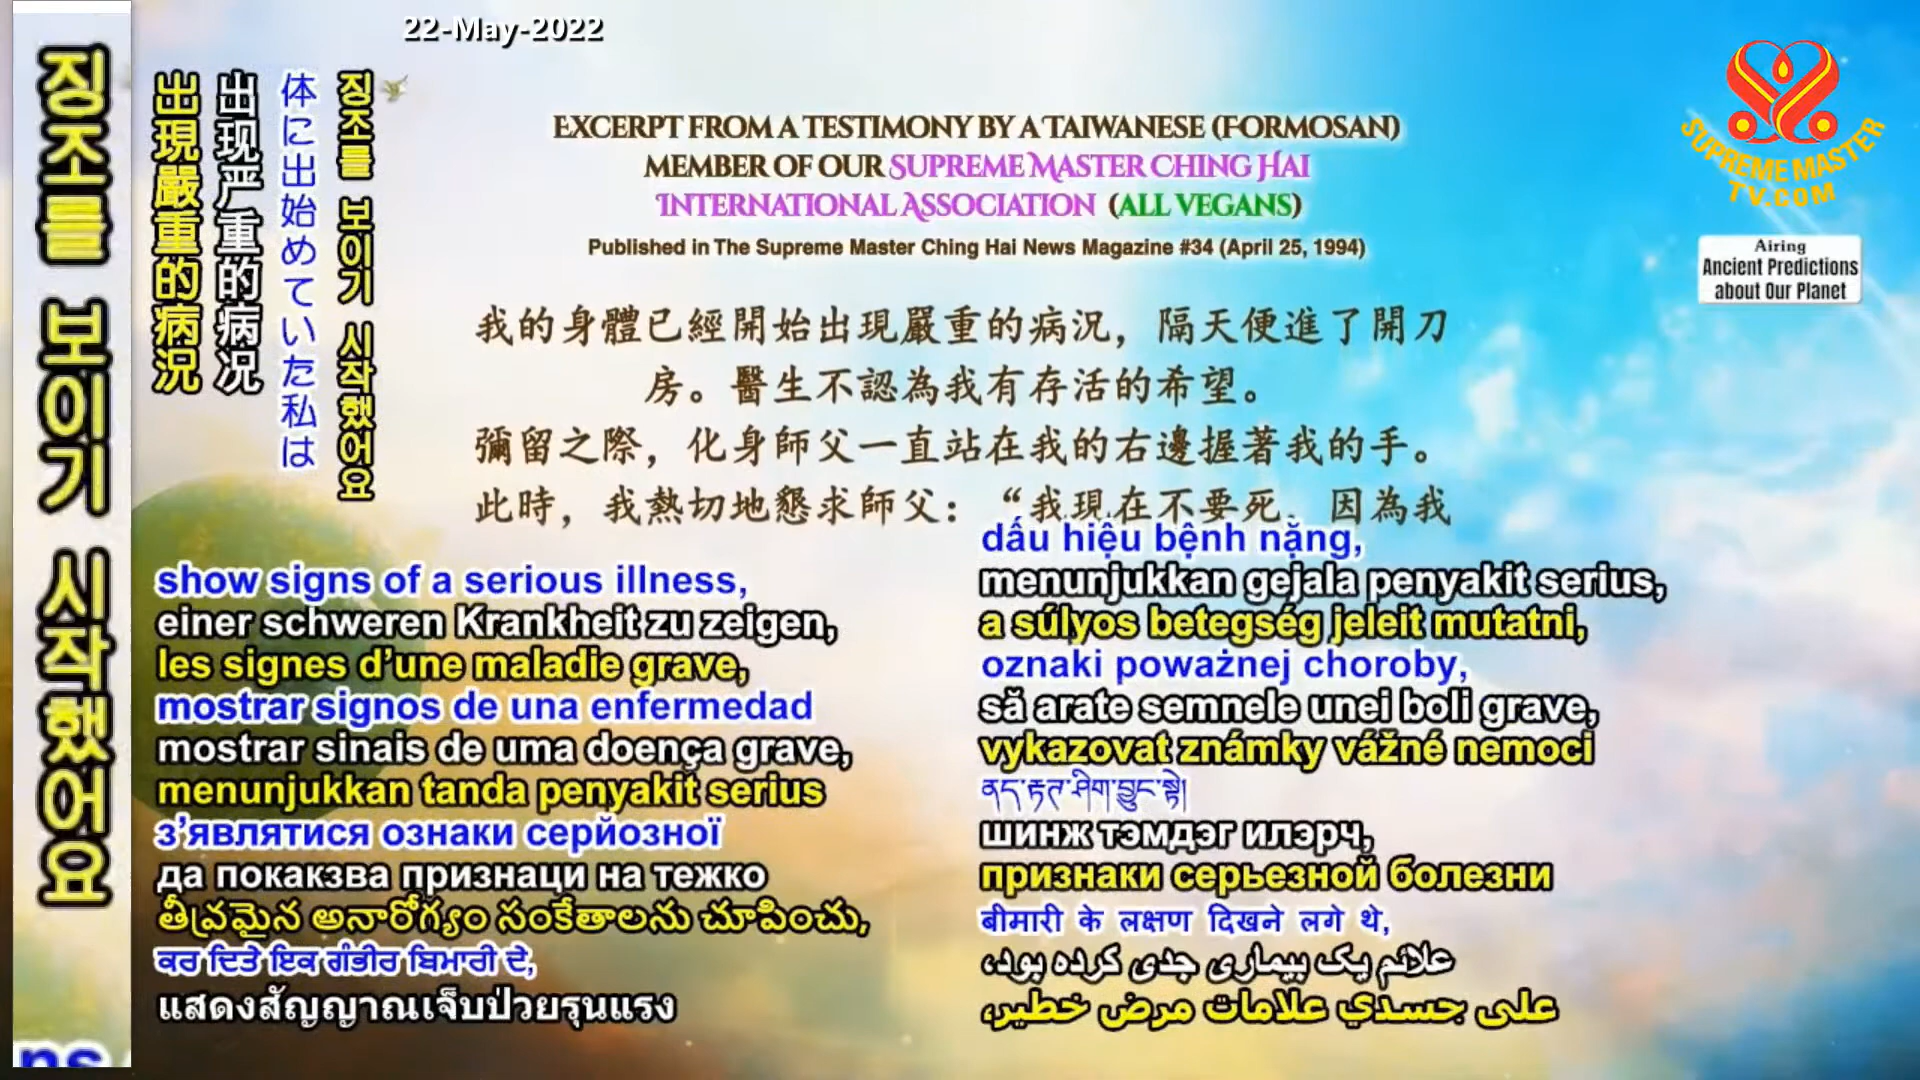 22-May-2022
징조를 보이기 시작했어요
出現嚴重的病況
出现严重的病况
体に出始めていた私は
징조를 보이기 시작했어요
EXCERPT FROM A TESTIMONY BY A TAIWANESE (FORMOSAN)
MEMBER OF OUR SUPREME MASTER CHING HAI
INTERNATIONAL ASSOCIATION (ALL VEGANS)
Published in The Supreme Master Ching Hai News Magazine #34 (April 25, 1994)
SUPREME MASTER
TV.COM
Airing
Ancient Predictions
about Our Planet
我的身體已經開始出現嚴重的病況，隔天便進了開刀
房。醫生不認為我有存活的希望。
彌留之際，化身師父一直站在我的右邊握著我的手。
此時，我熱切地懇求師父：“我現在不要死，因為我
show signs of a serious illness,
einer schweren Krankheit zu zeigen,
les signes d’une maladie grave,
mostrar signos de una enfermedad
mostrar sinais de uma doença grave,
menunjukkan tanda penyakit serius
з’являтися ознаки серйозної
да покакзва признаци на тежко
తీవ్రమైన అనారోగ్యం సంకేతాలను చూపించు,
ਕਰ ਦਿਤੇ ਇਕ ਗੰਭੀਰ ਬਿਮਾਰੀ ਦੇ,
แสดงสัญญาณเจ็บป่วยรุนแรง
dấu hiệu bệnh nặng,
menunjukkan gejala penyakit serius,
a súlyos betegség jeleit mutatni,
oznaki poważnej choroby,
să arate semnele unei boli grave,
vykazovat známky vážné nemoci
ནད་རྟགས་ཤིག་བྱུང་སྟེ།
шинж тэмдэг илэрч,
признаки серьезной болезни
बीमारी के लक्षण दिखने लगे थे,
علائم یک بیماری جدی کرده بود،
على جسدي علامات مرض خطير،
ns